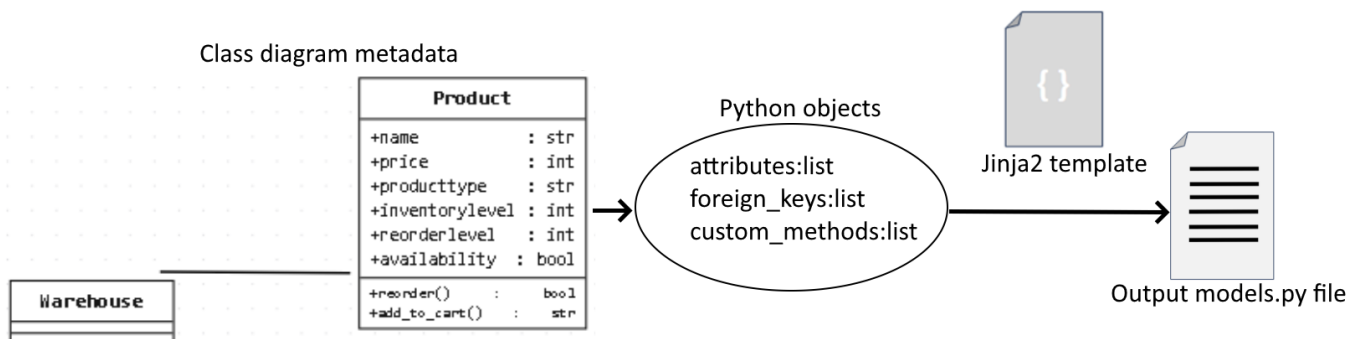 Class diagram metadata
Product
+name : str
+price : int
+producttype : str
+inventorylevel : int
+reorderlevel : int
+availability : bool
+reorder() : bool
+add_to_cart() : str
Warehouse
Python objects
attributes:list
foreign_keys:list
custom_methods:list
{ }
Jinja2 template
Output models.py file